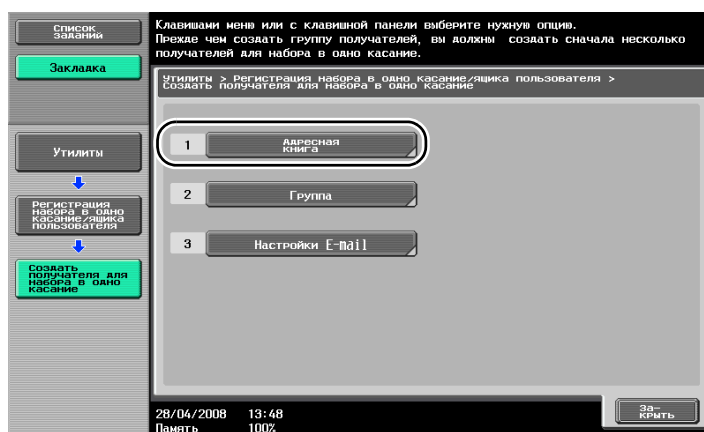 Список
заданий
Закладка
Клавишами меню или с клавишной панели выберите нужную опцию.
Прежде чем создать группу получателей, вы должны создать сначала несколько
получателей для набора в одно касание.
Утилиты > Регистрация набора в одно касание/ящика пользователя >
Создать получателя для набора в одно касание
Утилиты
Регистрация
набора в одно
касание/ящика
пользователя
Создать
получателя для
набора в одно
касание
1 Адресная
книга
2 Группа
3 Настройки E-mail
28/04/2008 13:48
Память 100%
За-
крыть